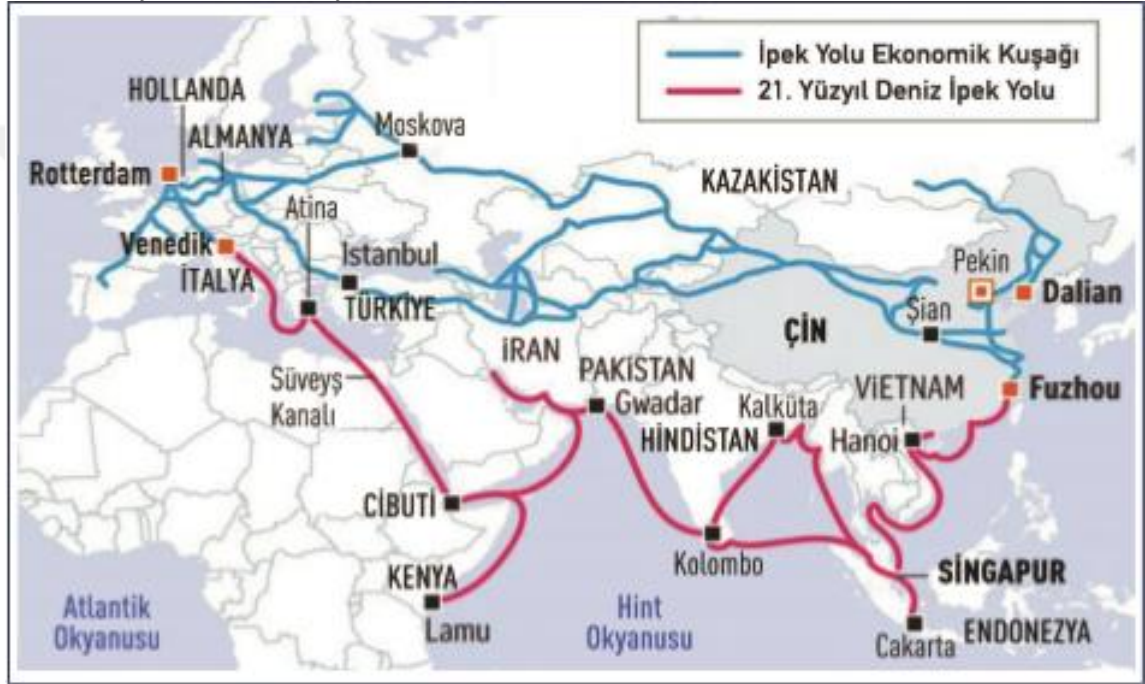 İpek Yolu Ekonomik Kuşağı
21. Yüzyıl Deniz İpek Yolu
HOLLANDA
ALMANYA
Moskova
Rotterdam
KAZAKİSTAN
Atina
Venedik
İTALYA
İstanbul
TÜRKİYE
Pekin
Dalian
Şian
ÇİN
İRAN
PAKİSTAN
Gwadar
Süveyş
Kanalı
VİETNAM
Fuzhou
Kalküta
HİNDİSTAN
Hanoi
CİBUTİ
Kolombo
SİNGAPUR
KENYA
Lamu
Atlantik
Okyanusu
Hint
Okyanusu
Cakarta
ENDONEZYA